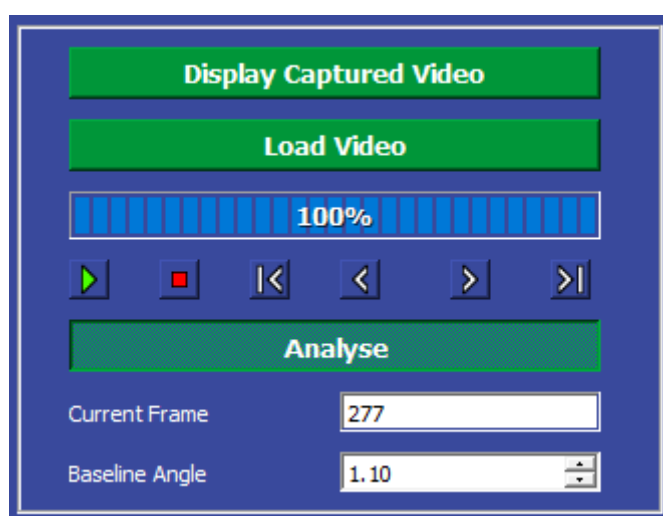 Display Captured Video
Load Video
100%
Analyse
Current Frame 277
Baseline Angle 1.10